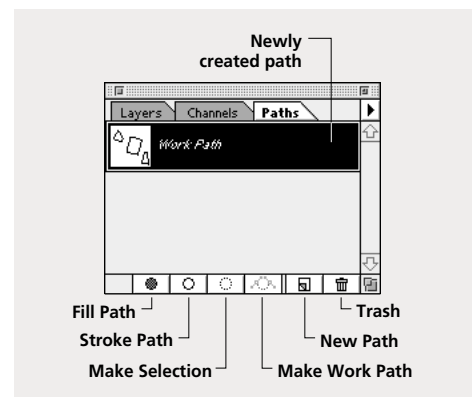 Newly
created path
Layers Channels Paths
Work Path
Fill Path Trash
Stroke Path New Path
Make Selection Make Work Path